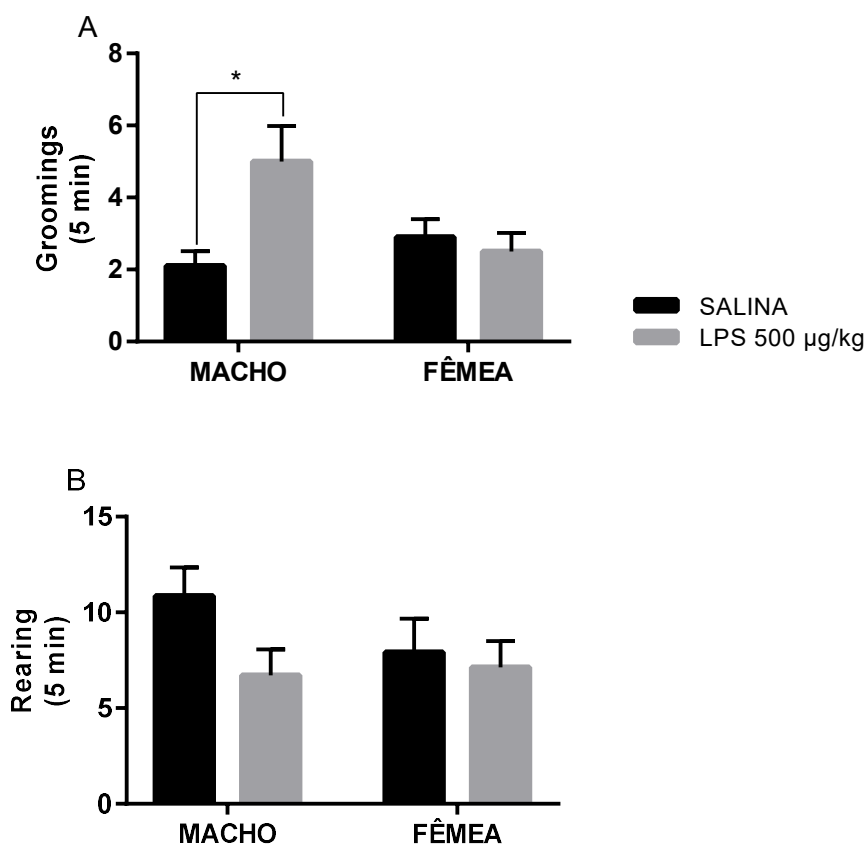 A
8
6
4
2
0
Groomings
(5 min)
*
MACHO
FÊMEA
SALINA
LPS 500 µg/kg
B
15
10
5
0
Rearing
(5 min)
MACHO
FÊMEA